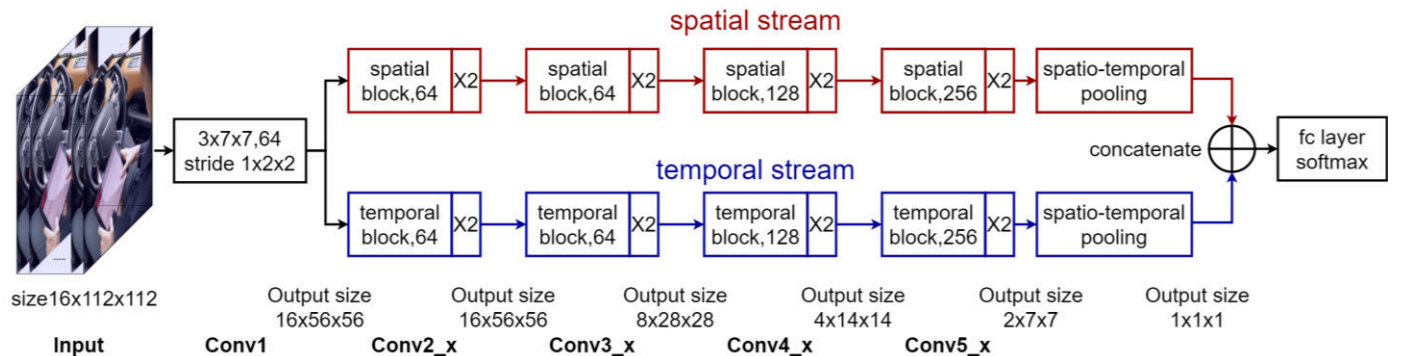 spatial stream
spatial
block,64
X2
spatial
block,64
X2
spatial
block,128
X2
spatial
block,256
X2
spatio-temporal
pooling
3x7x7,64
stride 1x2x2
concatenate
fc layer
softmax
temporal stream
temporal
block,64
X2
temporal
block,64
X2
temporal
block,128
X2
temporal
block,256
X2
spatio-temporal
pooling
size16x112x112
Output size
16x56x56
Output size
16x56x56
Output size
8x28x28
Output size
4x14x14
Output size
2x7x7
Output size
1x1x1
Input
Conv1
Conv2_x
Conv3_x
Conv4_x
Conv5_x